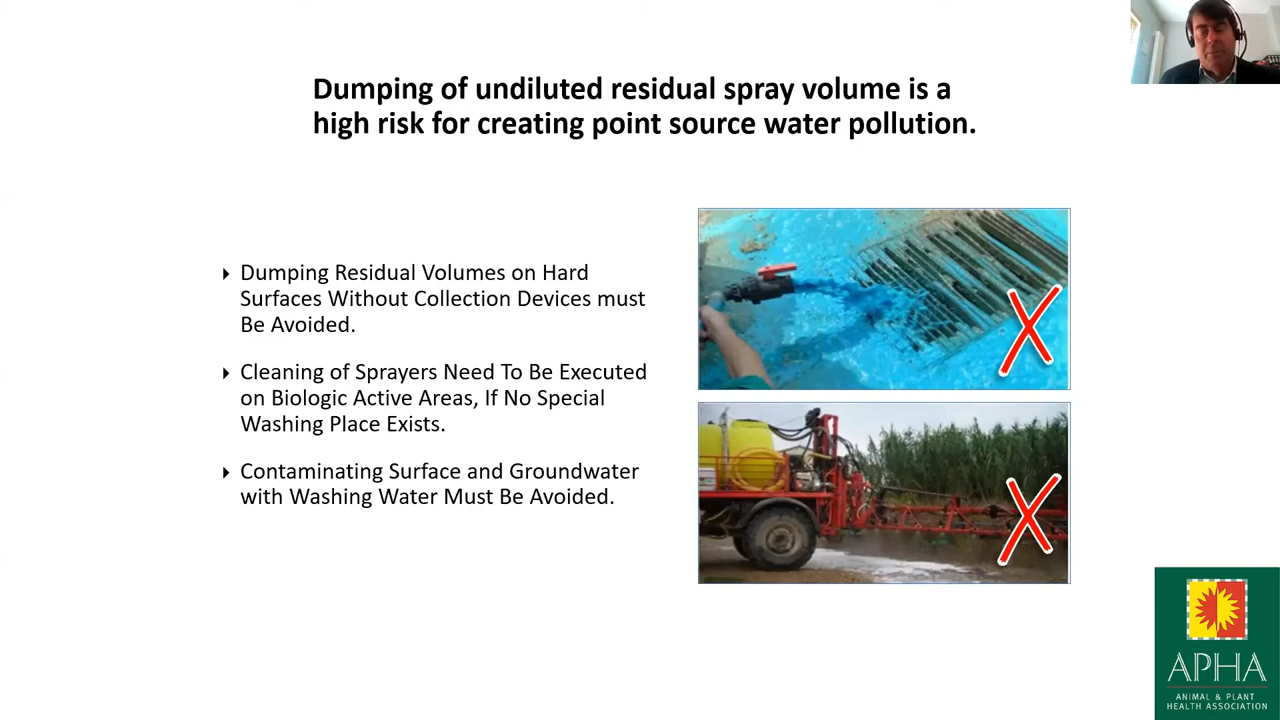 Dumping of undiluted residual spray volume is a
high risk for creating point source water pollution.
Dumping Residual Volumes on Hard
Surfaces Without Collection Devices must
Be Avoided.
Cleaning of Sprayers Need To Be Executed
on Biologic Active Areas, If No Special
Washing Place Exists.
Contaminating Surface and Groundwater
with Washing Water Must Be Avoided.
APHA
ANIMAL & PLANT
HEALTH ASSOCIATION